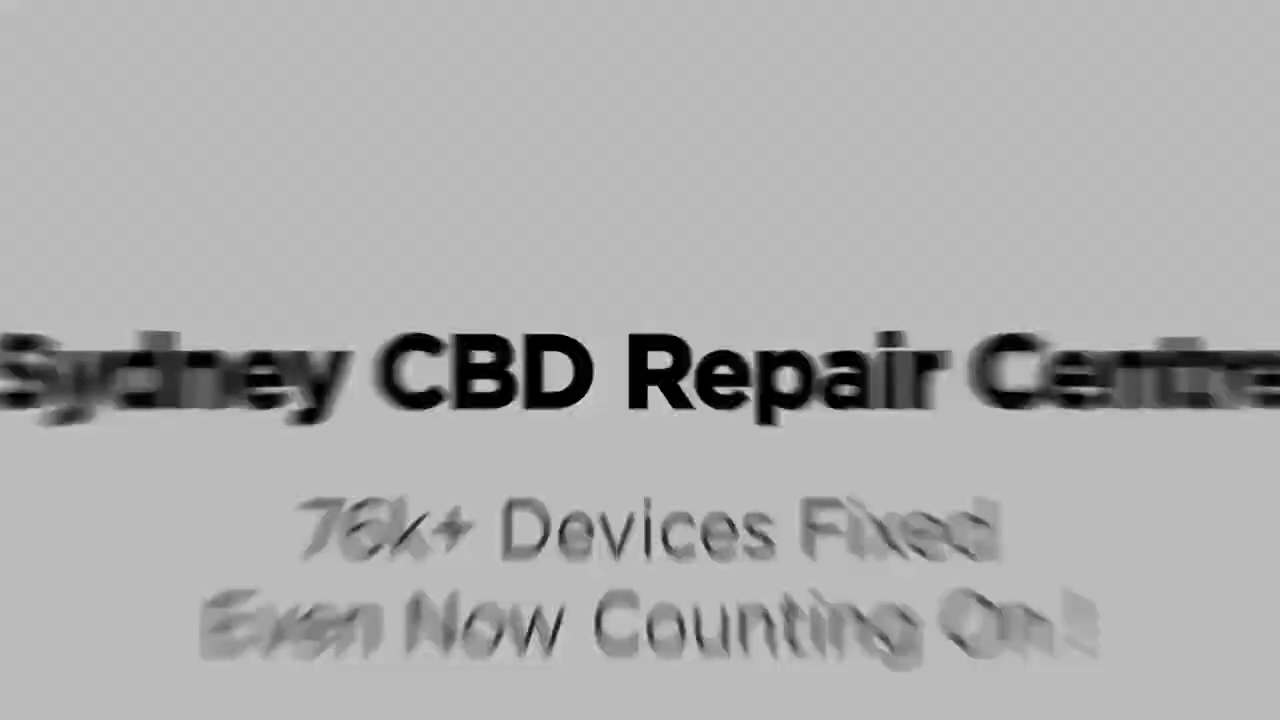 Sydney CBD Repair Centre
76k+ Devices Fixed
Even Now Counting On!!